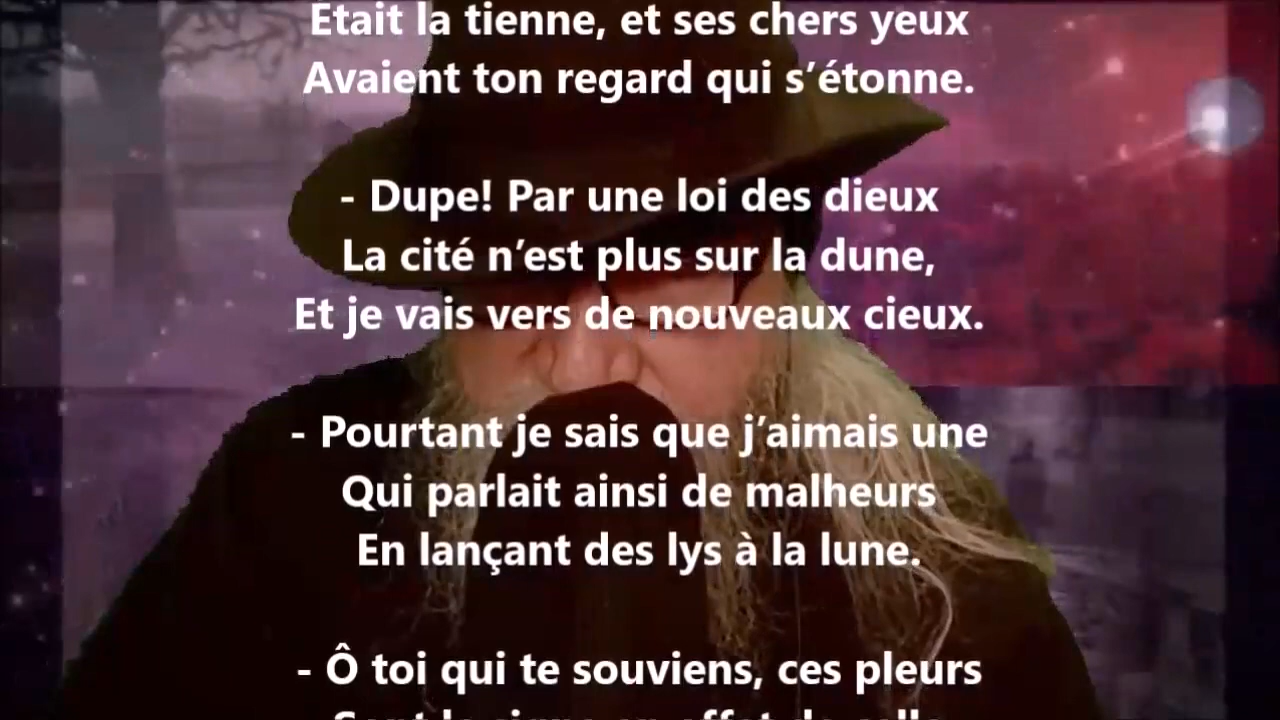 Était la tienne, et ses chers yeux
Avaient ton regard qui s’étonne.
- Dupe! Par une loi des dieux
La cité n’est plus sur la dune,
Et je vais vers de nouveaux cieux.
- Pourtant je sais que j’aimais une
Qui parlait ainsi de malheurs
En lançant des lys à la lune.
- Ô toi qui te souviens, ces pleurs